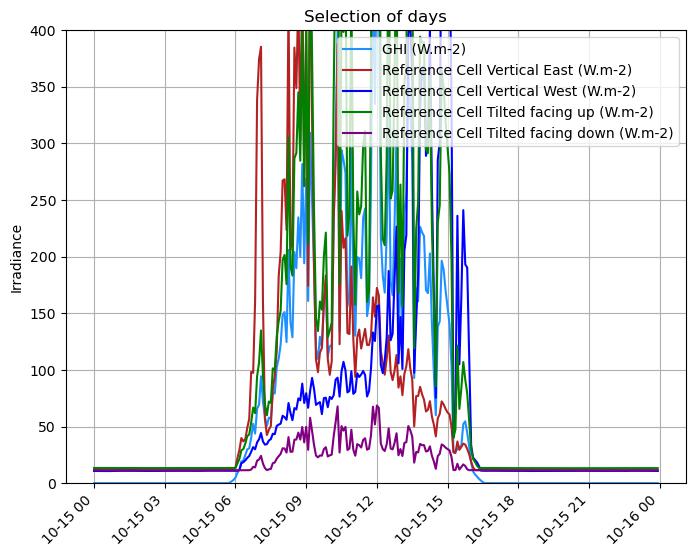 Selection of days
400
350
300
250
200
150
100
50
0
Irradiance
GHI (W.m-2)
Reference Cell Vertical East (W.m-2)
Reference Cell Vertical West (W.m-2)
Reference Cell Tilted facing up (W.m-2)
Reference Cell Tilted facing down (W.m-2)
10-15 00
10-15 03
10-15 06
10-15 09
10-15 12
10-15 15
10-15 18
10-15 21
10-16 00